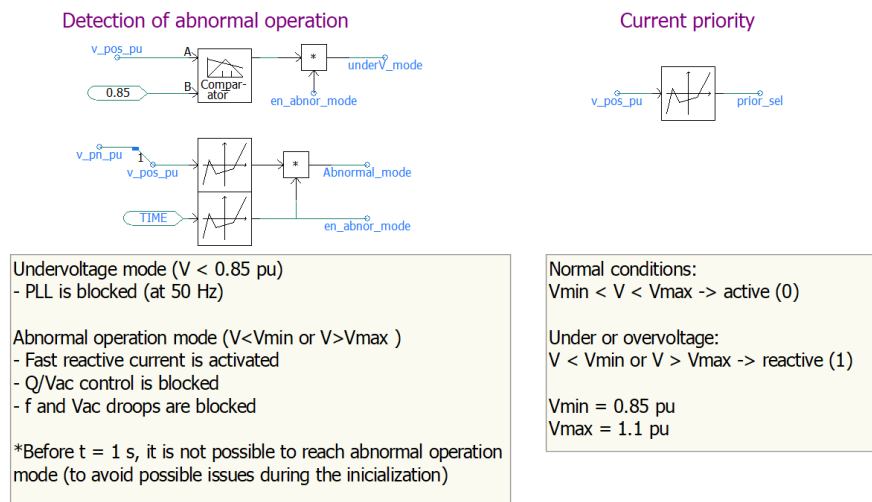 Detection of abnormal operation
v_pos_pu
A
0.85
B
Compar-
ator
*
underV_mode
en_abnor_mode
v_pn_pu
1
v_pos_pu
*
Abnormal_mode
TIME
en_abnor_mode
Undervoltage mode (V < 0.85 pu)
- PLL is blocked (at 50 Hz)
Abnormal operation mode (V<Vmin or V>Vmax )
- Fast reactive current is activated
- Q/Vac control is blocked
- f and Vac droops are blocked
*Before t = 1 s, it is not possible to reach abnormal operation
mode (to avoid possible issues during the inicialization)
Current priority
v_pos_pu
prior_sel
Normal conditions:
Vmin < V < Vmax -> active (0)
Under or overvoltage:
V < Vmin or V > Vmax -> reactive (1)
Vmin = 0.85 pu
Vmax = 1.1 pu